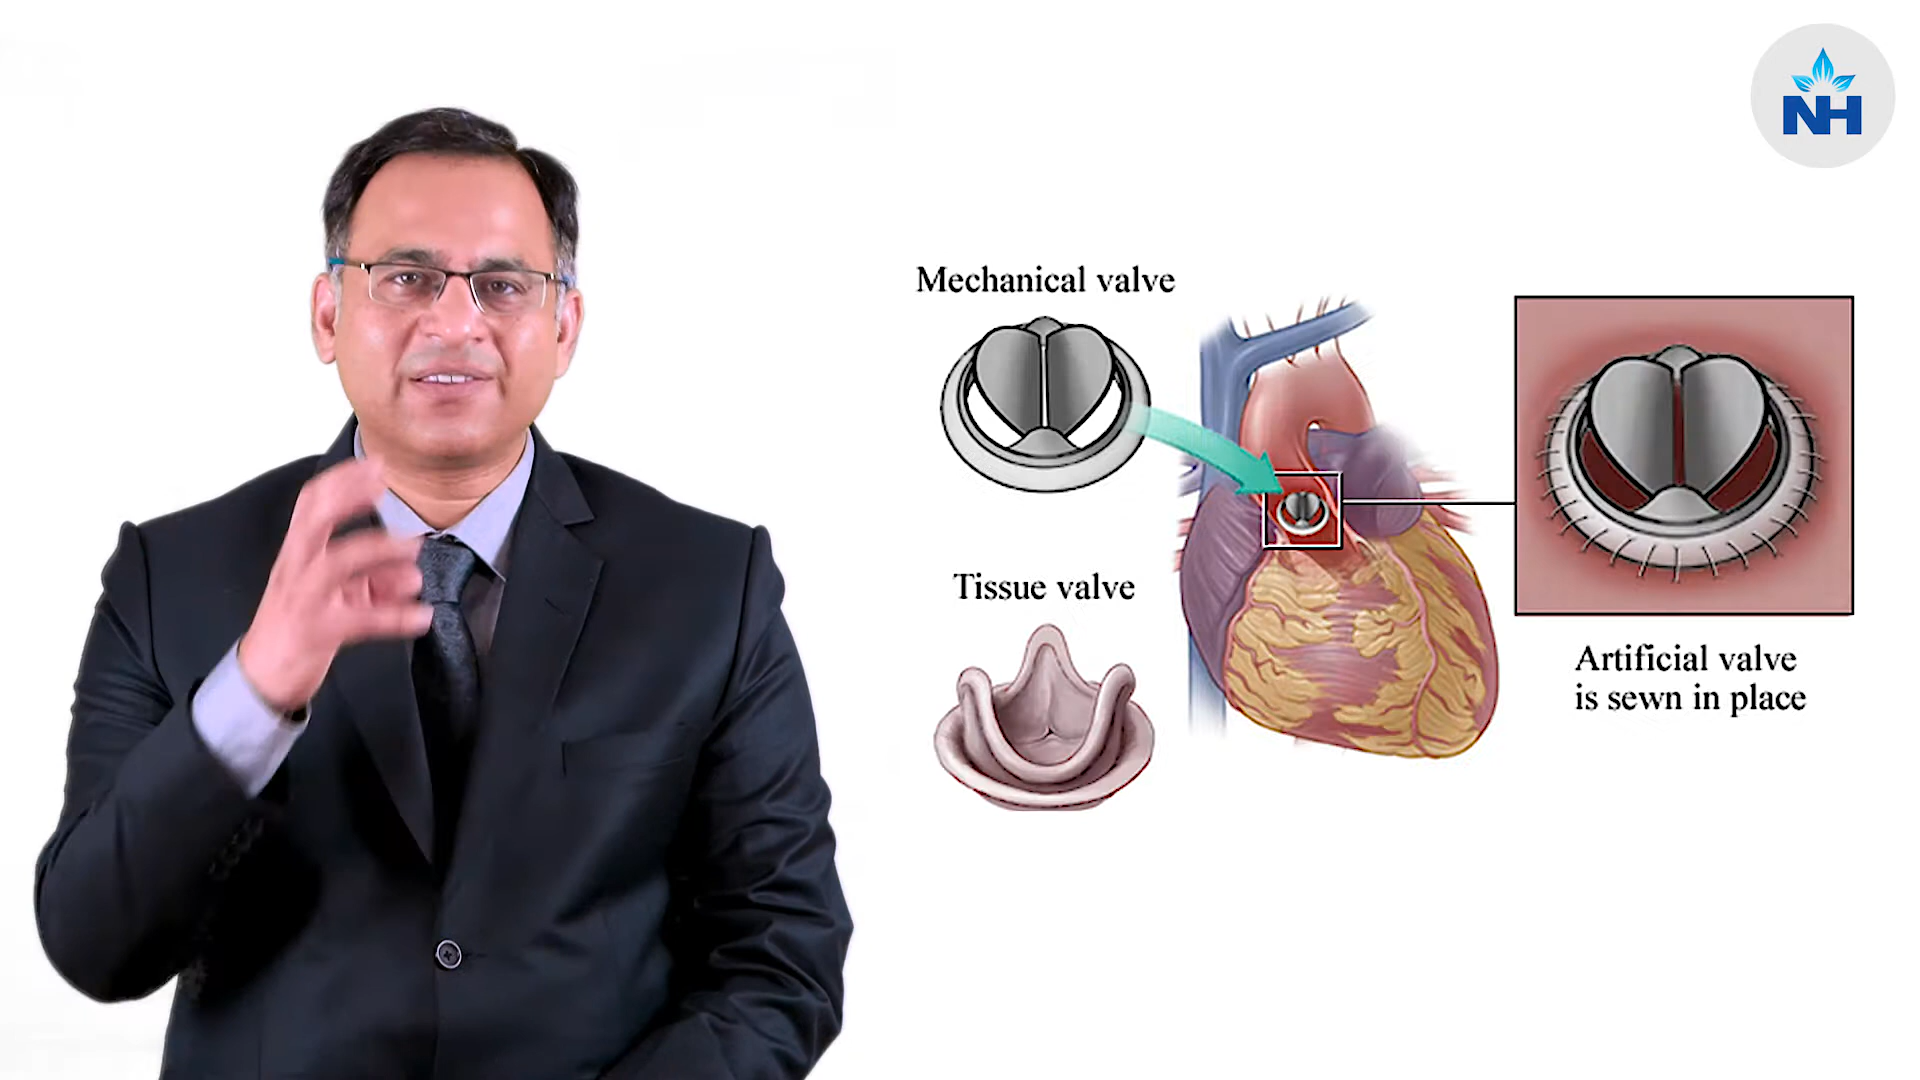 NH
Mechanical valve
Tissue valve
Artificial valve
is sewn in place